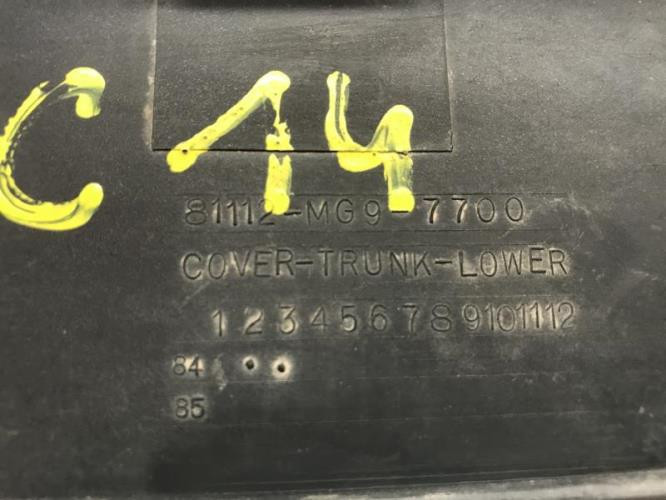 C 14
81112-MG9-7700
COVER-TRUNK-LOWER
1 2 3 4 5 6 7 8 9 10 11 12
84 • •
85